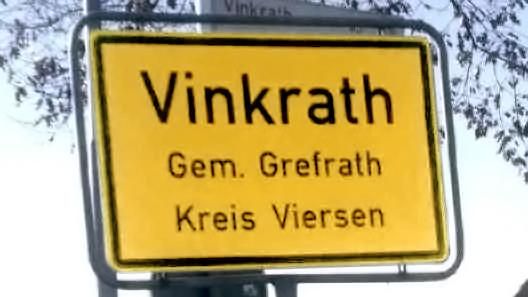 Vinkrath
Vinkrath
Gem. Grefrath
Kreis Viersen